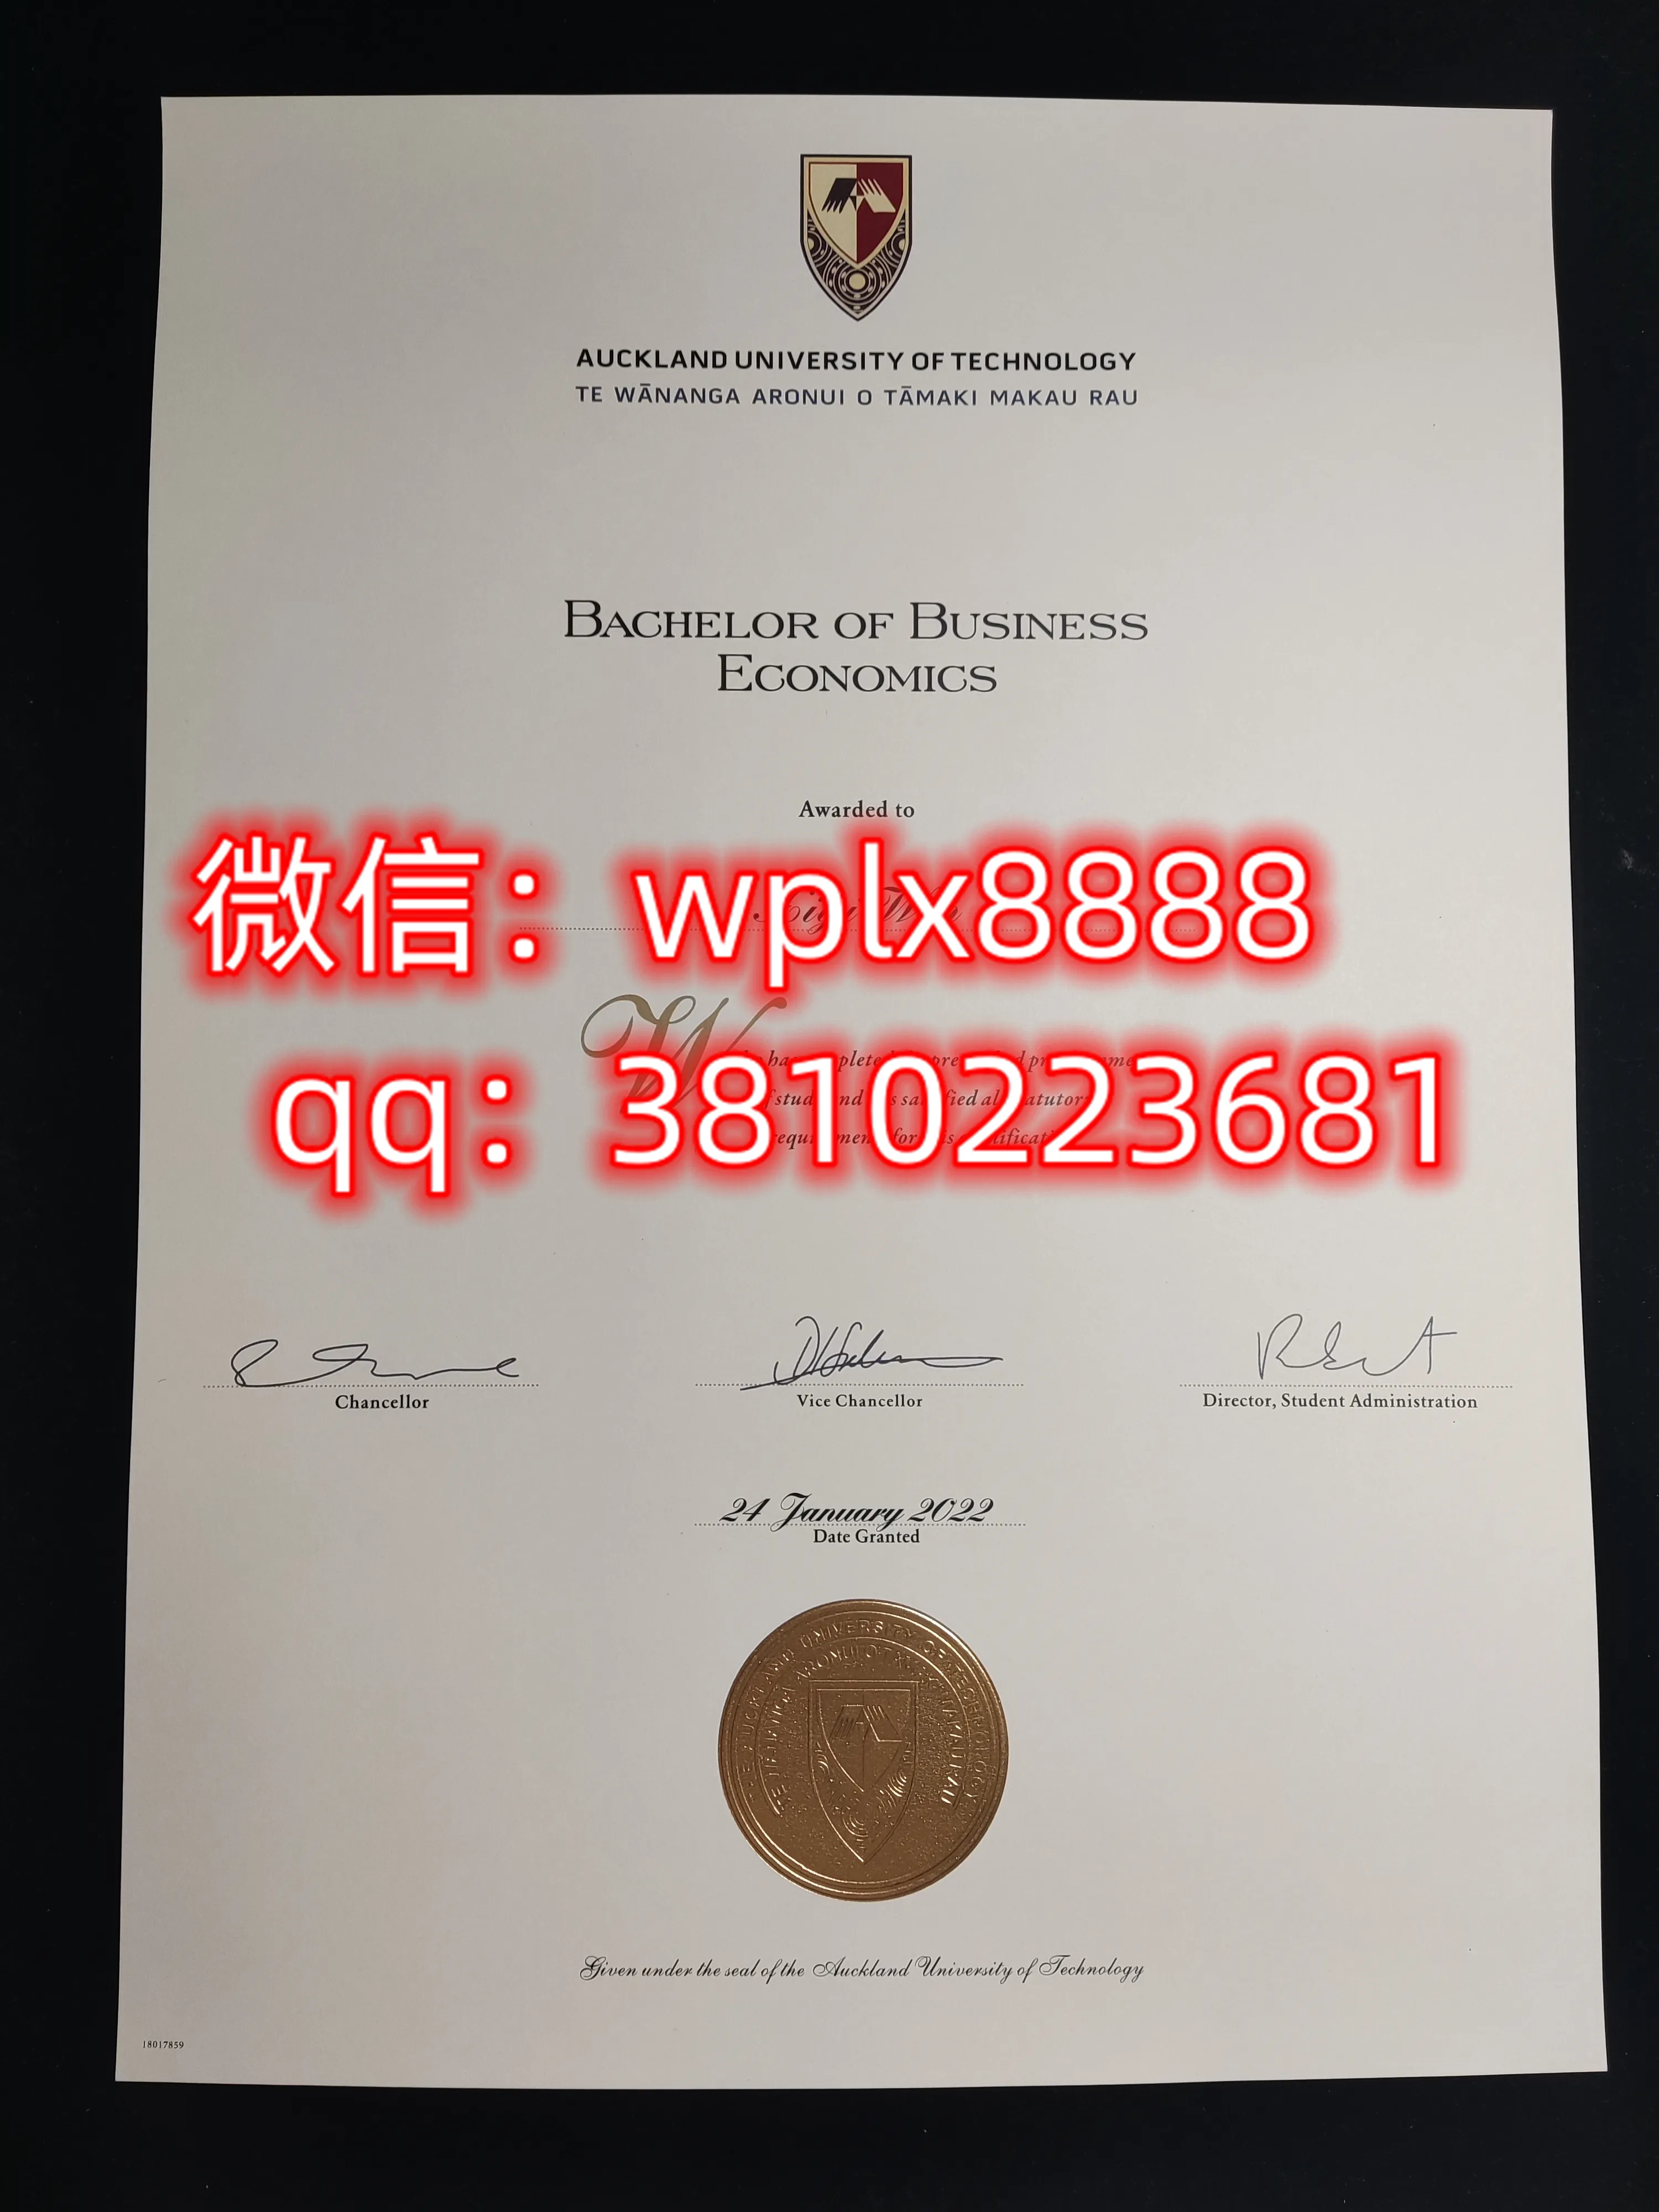 AUCKLAND UNIVERSITY OF TECHNOLOGY
TE WĀNANGA ARONUI O TĀMAKI MAKAU RAU
BACHELOR OF BUSINESS
ECONOMICS
Awarded to
微信：wplx8888
qq：3810223681
Chancellor
Vice Chancellor
Director, Student Administration
24 January 2022
Date Granted
Given under the seal of the Auckland University of Technology
18017859